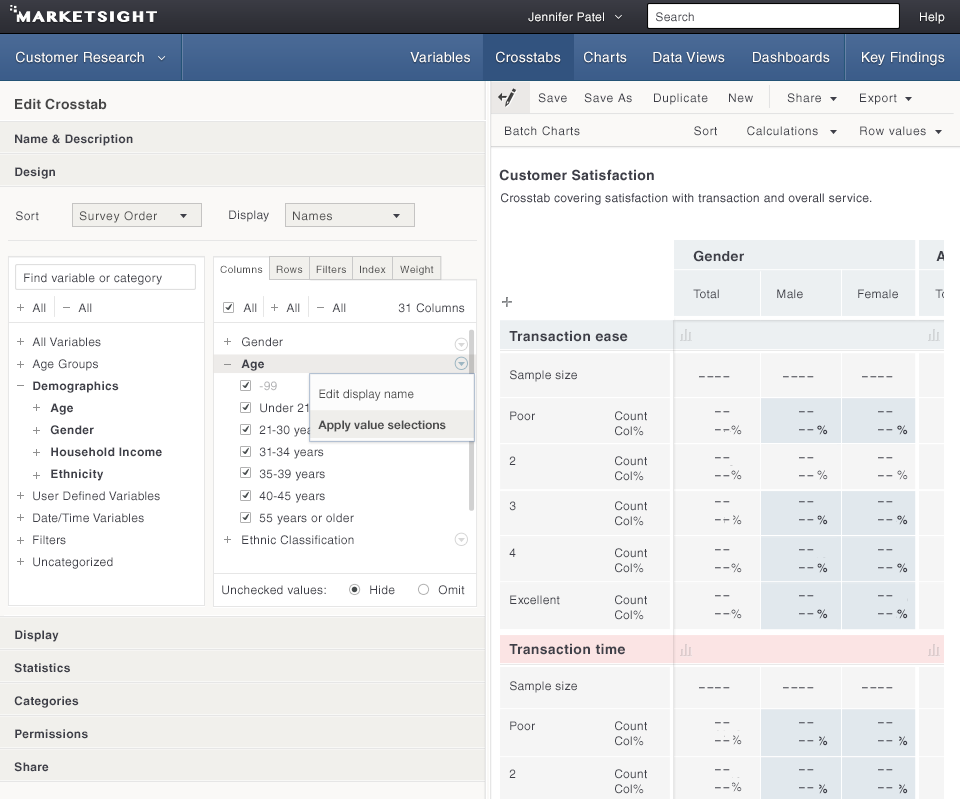 MARKETSIGHT
Jennifer Patel
Search
Help
Customer Research
Variables
Crosstabs
Charts
Data Views
Dashboards
Key Findings
Edit Crosstab
Name & Description
Design
Sort
Survey Order
Display
Names
Find variable or category
+ All
− All
+ All Variables
+ Age Groups
− Demographics
+ Age
+ Gender
+ Household Income
+ Ethnicity
+ User Defined Variables
+ Date/Time Variables
+ Filters
+ Uncategorized
Columns
Rows
Filters
Index
Weight
All
+ All
− All
31 Columns
+ Gender
− Age
-99
Under 21
21-30
31-34 years
35-39 years
40-45 years
55 years or older
+ Ethnic Classification
Edit display name
Apply value selections
Unchecked values:
Hide
Omit
Display
Statistics
Categories
Permissions
Share
Save
Save As
Duplicate
New
Share
Export
Batch Charts
Sort
Calculations
Row values
Customer Satisfaction
Crosstab covering satisfaction with transaction and overall service.
+
Gender
A
Total
Male
Female
To
Transaction ease
Sample size ---- ---- ----
Poor Count -- -- --
Col% --% --% --%
2 Count -- -- --
Col% --% --% --%
3 Count -- -- --
Col% --% --% --%
4 Count -- -- --
Col% --% --% --%
Excellent Count -- -- --
Col% --% --% --%
Transaction time
Sample size ---- ---- ----
Poor Count -- -- --
Col% --% --% --%
2 Count -- -- --
Col% --% --% --%